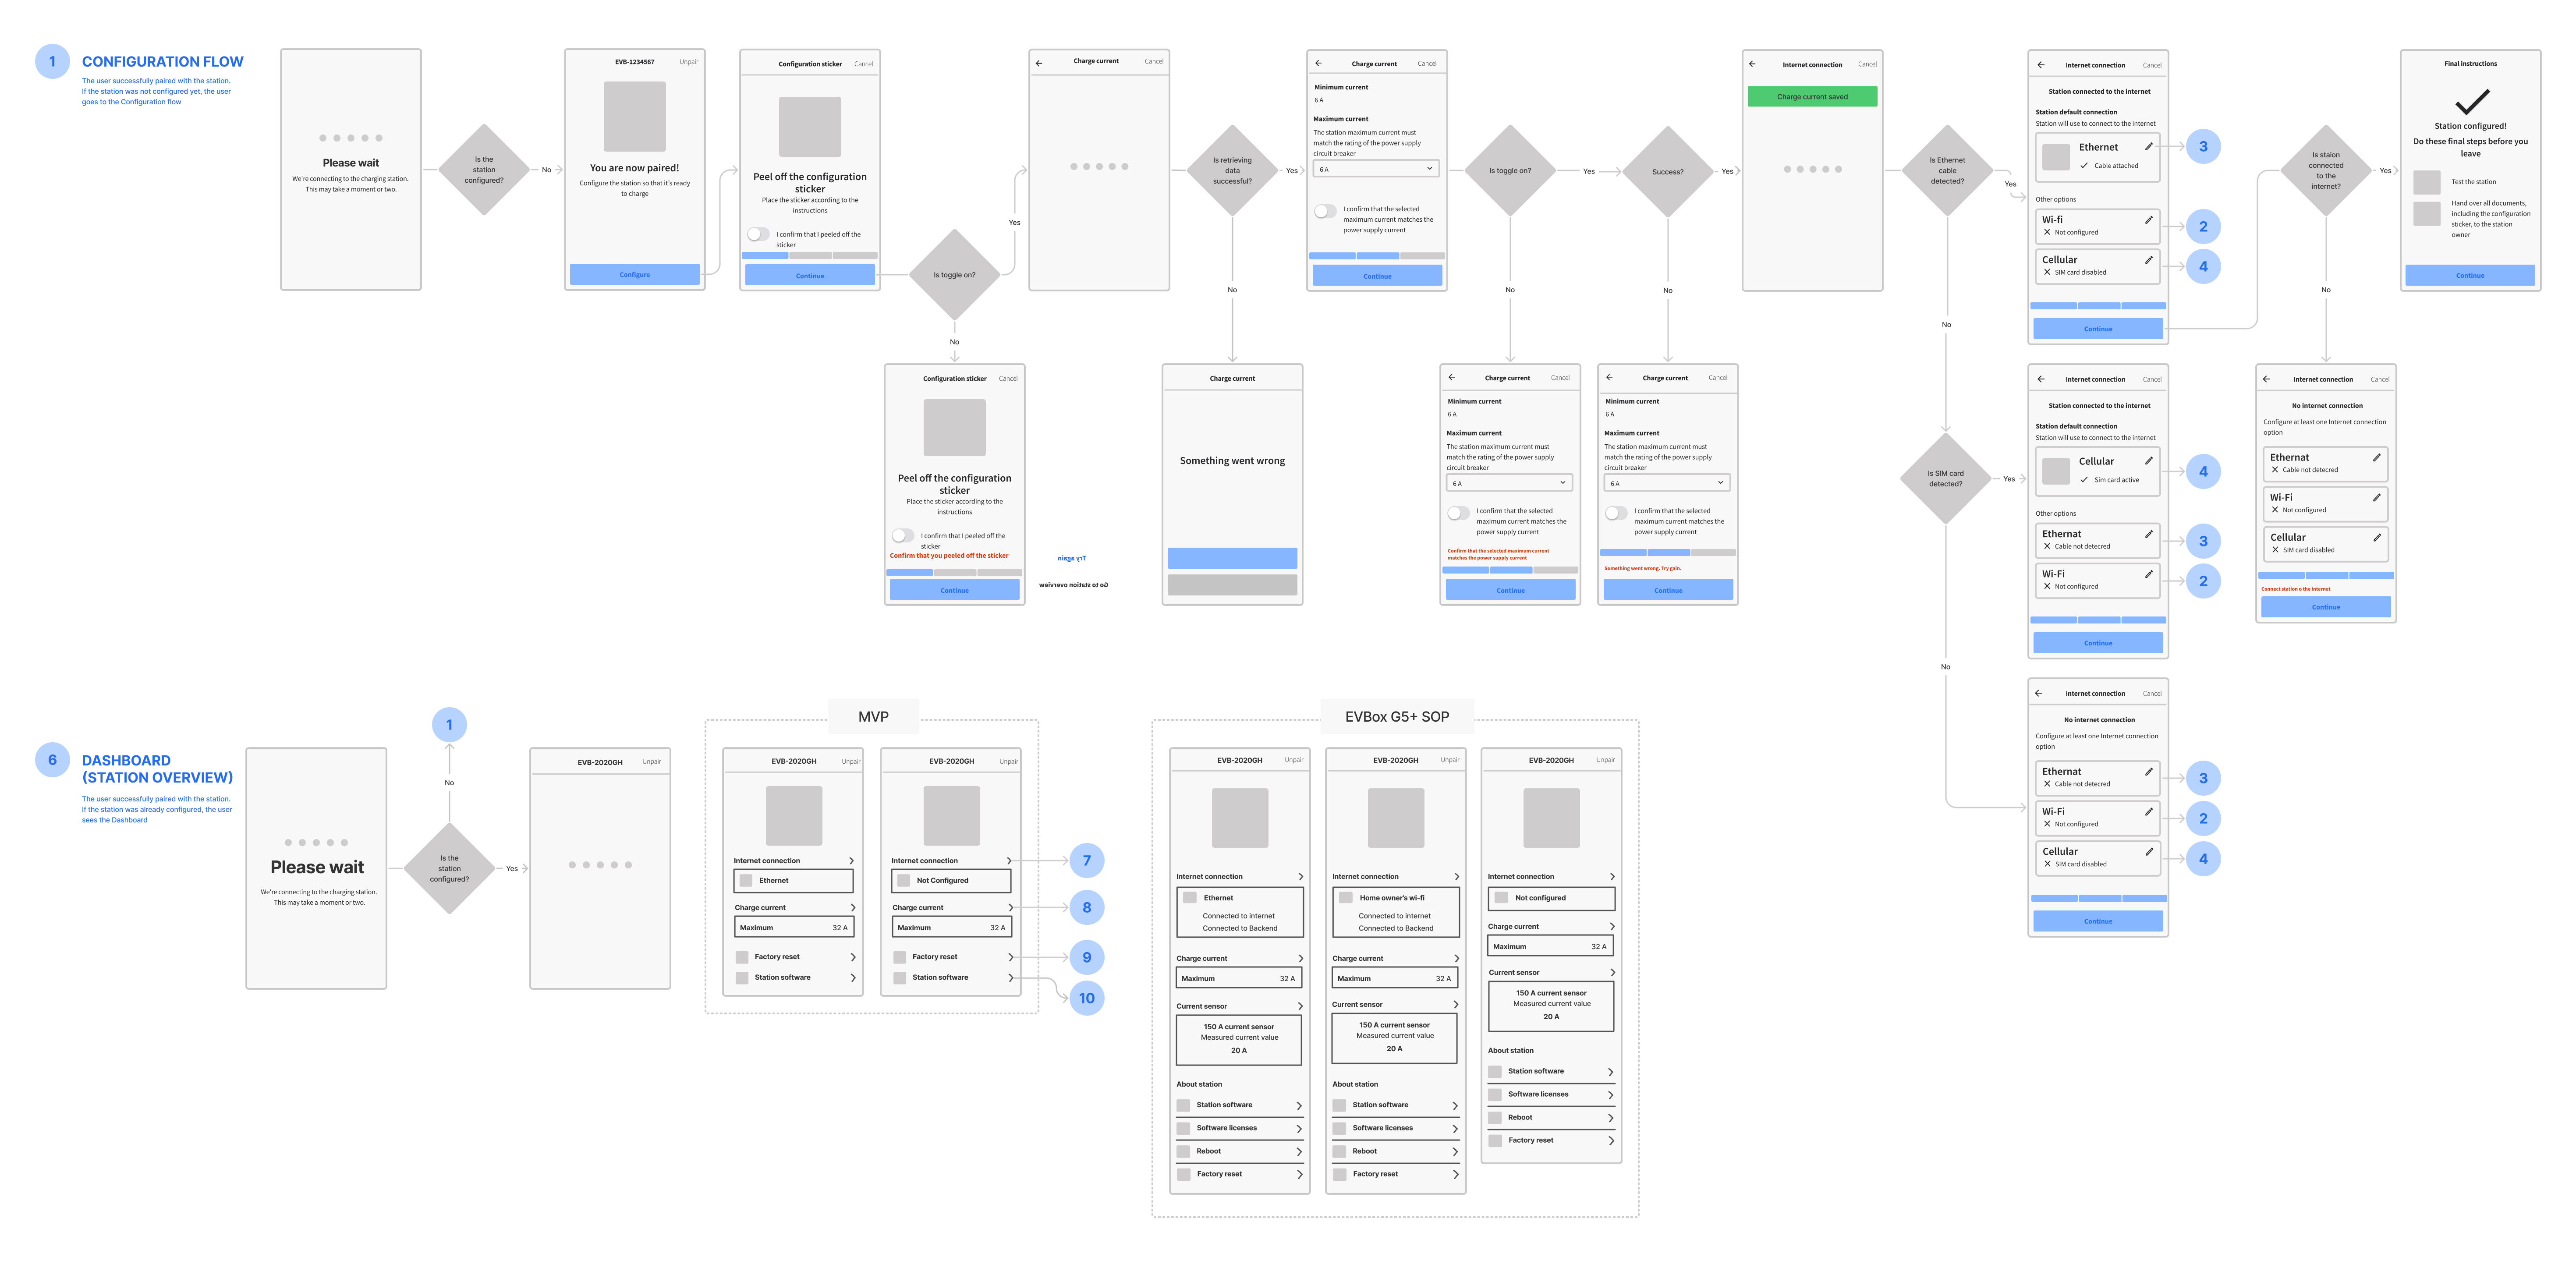 1
CONFIGURATION FLOW
The user successfully paired with the station.
If the station was not configured yet, the user
goes to the Configuration flow
Please wait
We're connecting to the charging station.
This may take a moment or two.
Is the
station
configured?
No
EVB-1234567
Unpair
You are now paired!
Configure the station so that it's ready
to charge
Configure
Configuration sticker
Cancel
Peel off the configuration
sticker
Place the sticker according to the
instructions
I confirm that I peeled off the
sticker
Continue
Is toggle on?
Yes
No
Charge current
Cancel
Is retrieving
data
successful?
Yes
No
Charge current
Cancel
Minimum current
6 A
Maximum current
The station maximum current must
match the rating of the power supply
circuit breaker
6 A
I confirm that the selected
maximum current matches the
power supply current
Continue
Is toggle on?
Yes
No
Success?
Yes
No
Internet connection
Cancel
Charge current saved
Is Ethernet
cable
detected?
Yes
No
Internet connection
Cancel
Station connected to the internet
Station default connection
Station will use to connect to the internet
Ethernet
Cable attached
3
Other options
Wi-fi
Not configured
2
Cellular
SIM card disabled
4
Continue
Is staion
connected
to the
internet?
Yes
No
Final instructions
Station configured!
Do these final steps before you
leave
Test the station
Hand over all documents,
including the configuration
sticker, to the station
owner
Continue
Configuration sticker
Cancel
Peel off the configuration
sticker
Place the sticker according to the
instructions
I confirm that I peeled off the
sticker
Confirm that you peeled off the sticker
Continue
Try again
Go to station overview
Charge current
Something went wrong
Charge current
Cancel
Minimum current
6 A
Maximum current
The station maximum current must
match the rating of the power supply
circuit breaker
6 A
I confirm that the selected
maximum current matches the
power supply current
Confirm that the selected maximum current
matches the power supply current
Continue
Charge current
Cancel
Minimum current
6 A
Maximum current
The station maximum current must
match the rating of the power supply
circuit breaker
6 A
I confirm that the selected
maximum current matches the
power supply current
Something went wrong. Try gain.
Continue
Is SIM card
detected?
Yes
No
Internet connection
Cancel
Station connected to the internet
Station default connection
Station will use to connect to the internet
Cellular
Sim card active
4
Other options
Ethernat
Cable not detecred
3
Wi-Fi
Not configured
2
Continue
Internet connection
Cancel
No internet connection
Configure at least one Internet connection
option
Ethernat
Cable not detecred
Wi-Fi
Not configured
Cellular
SIM card disabled
Connect station o the internet
Continue
Internet connection
Cancel
No internet connection
Configure at least one Internet connection
option
Ethernat
Cable not detecred
3
Wi-Fi
Not configured
2
Cellular
SIM card disabled
4
Continue
6
DASHBOARD
(STATION OVERVIEW)
The user successfully paired with the station.
If the station was already configured, the user
sees the Dashboard
Please wait
We're connecting to the charging station.
This may take a moment or two.
1
No
Is the
station
configured?
Yes
EVB-2020GH
Unpair
MVP
EVB-2020GH
Unpair
Internet connection
Ethernet
Charge current
Maximum
32 A
Factory reset
Station software
EVB-2020GH
Unpair
Internet connection
Not Configured
Charge current
Maximum
32 A
Factory reset
Station software
7
8
9
10
EVBox G5+ SOP
EVB-2020GH
Unpair
Internet connection
Ethernet
Connected to internet
Connected to Backend
Charge current
Maximum
32 A
Current sensor
150 A current sensor
Measured current value
20 A
About station
Station software
Software licenses
Reboot
Factory reset
EVB-2020GH
Unpair
Internet connection
Home owner's wi-fi
Connected to internet
Connected to Backend
Charge current
Maximum
32 A
Current sensor
150 A current sensor
Measured current value
20 A
About station
Station software
Software licenses
Reboot
Factory reset
EVB-2020GH
Unpair
Internet connection
Not configured
Charge current
Maximum
32 A
Current sensor
150 A current sensor
Measured current value
20 A
About station
Station software
Software licenses
Reboot
Factory reset